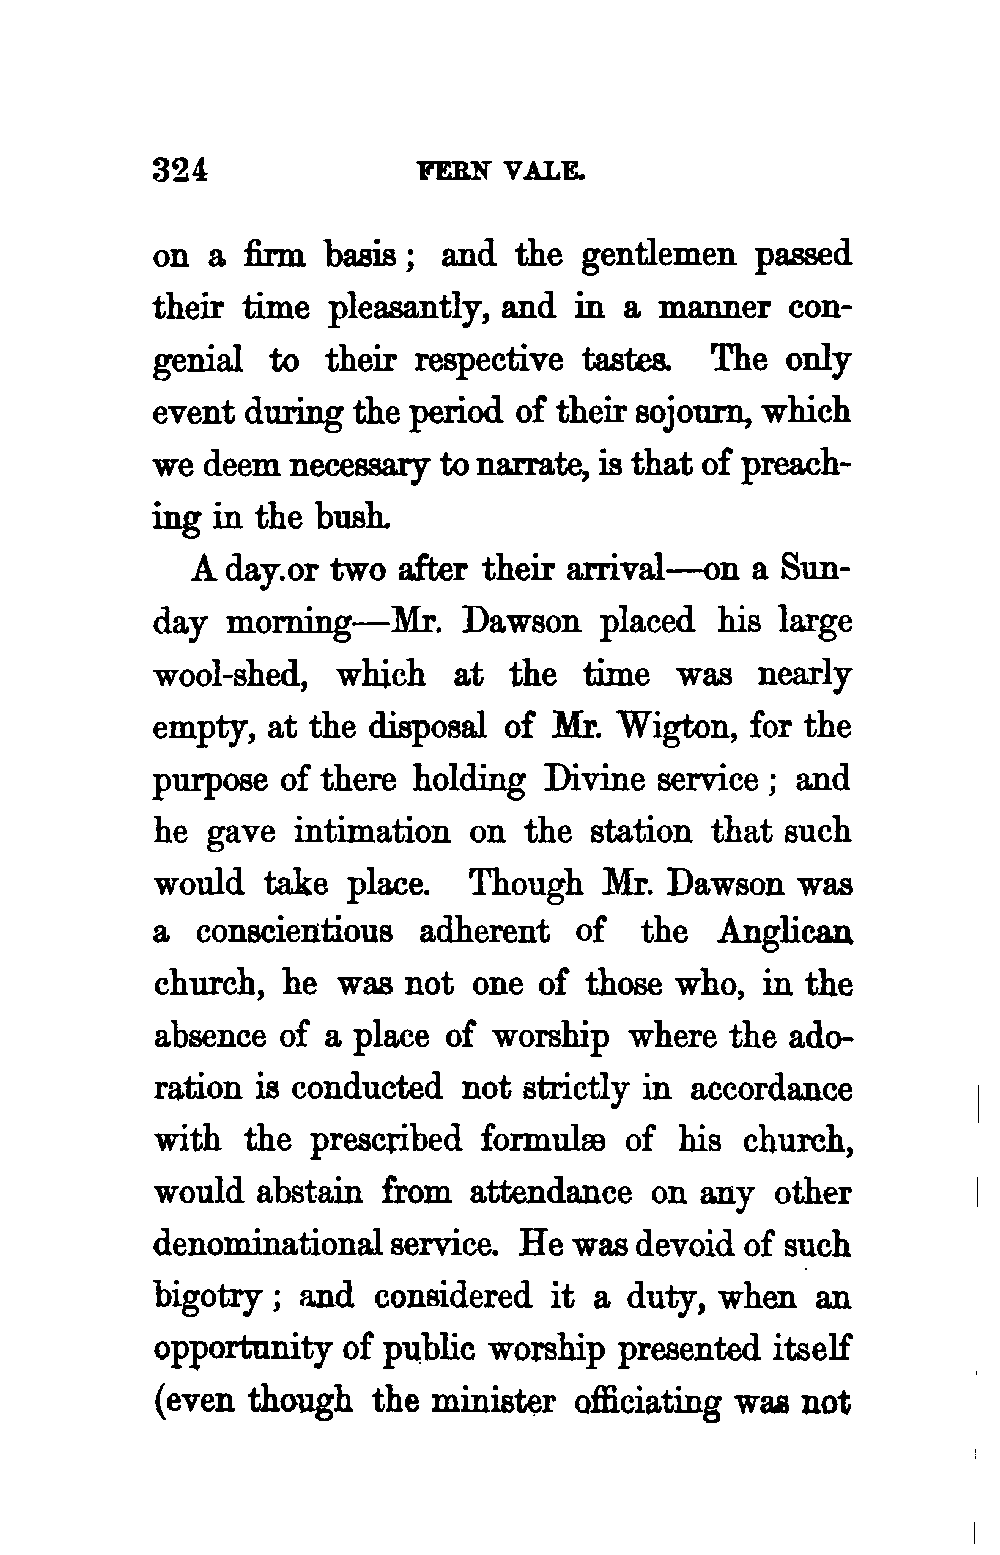 324 FERN VALE.
on a firm basis; and the gentlemen passed
their time pleasantly, and in a manner con-
genial to their respective tastes. The only
event during the period of their sojourn, which
we deem necessary to narrate, is that of preach-
ing in the bush.
A day.or two after their arrival—on a Sun-
day morning—Mr. Dawson placed his large
wool-shed, which at the time was nearly
empty, at the disposal of Mr. Wigton, for the
purpose of there holding Divine service; and
he gave intimation on the station that such
would take place. Though Mr. Dawson was
a conscientious adherent of the Anglican
church, he was not one of those who, in the
absence of a place of worship where the ado-
ration is conducted not strictly in accordance
with the prescribed formulæ of his church,
would abstain from attendance on any other
denominational service. He was devoid of such
bigotry; and considered it a duty, when an
opportunity of public worship presented itself
(even though the minister officiating was not